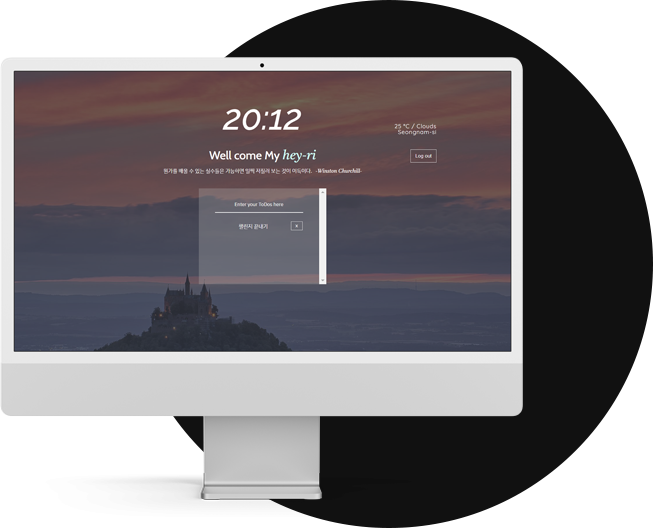 20:12
25 °C / Clouds
Seongnam-si
Well come My hey-ri
Log out
뭔가를 배울 수 있는 실수들은 가능하면 일찍 저질러 보는 것이 이득이다. -Winston Churchill-
Enter your ToDos here
챌린지 끝내기
x